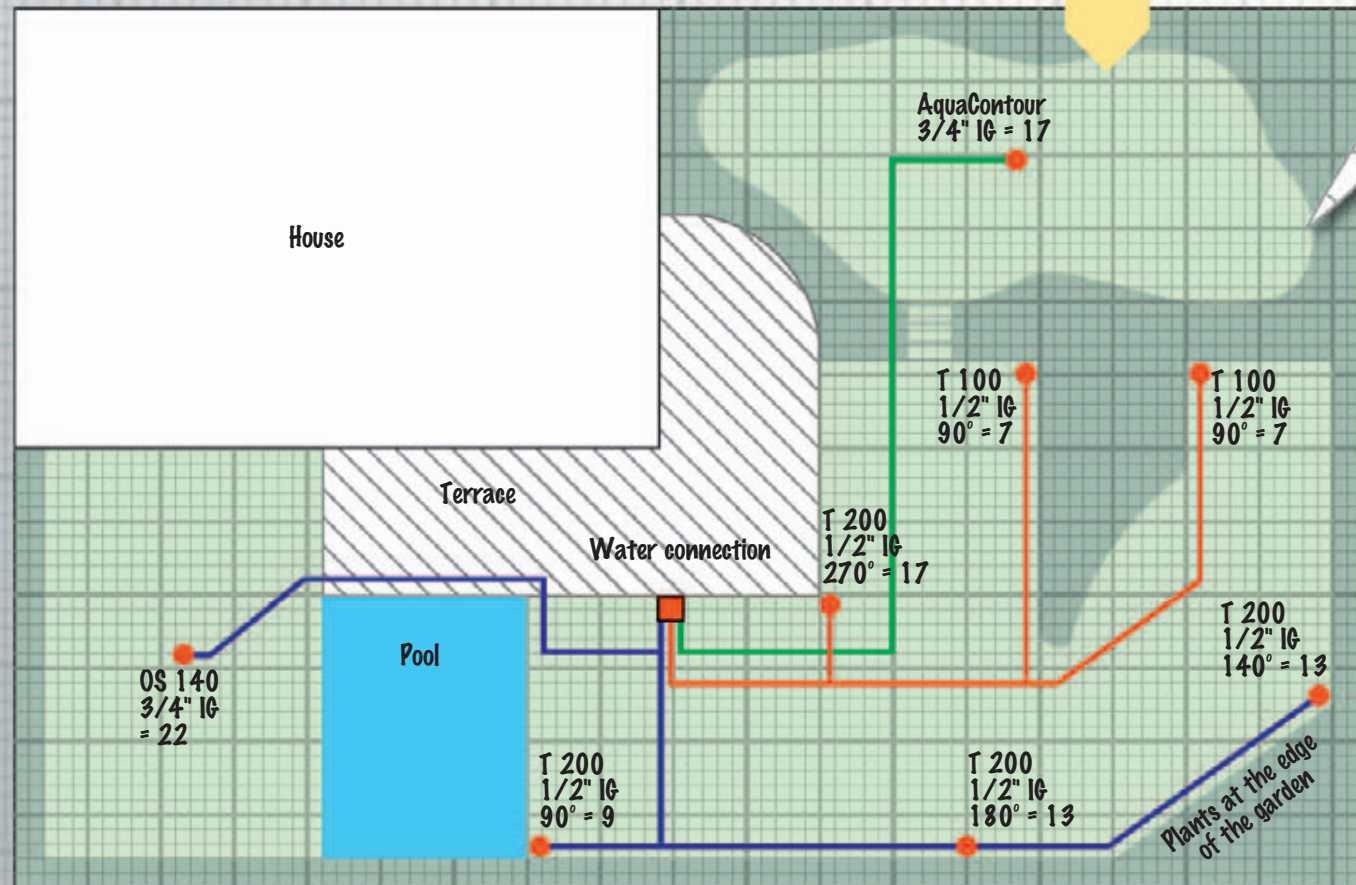 AquaContour
3/4" IG = 17
House
T 100
1/2" IG
90° = 7
T 100
1/2" IG
90° = 7
Terrace
Water connection
T 200
1/2" IG
270° = 17
Pool
OS 140
3/4" IG
= 22
T 200
1/2" IG
140° = 13
T 200
1/2" IG
90° = 9
T 200
1/2" IG
180° = 13
Plants at the edge
of the garden